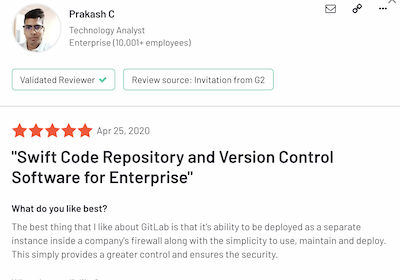 Prakash C
Technology Analyst
Enterprise (10,001+ employees)
Validated Reviewer
Review source: Invitation from G2
Apr 25, 2020
"Swift Code Repository and Version Control
Software for Enterprise"
What do you like best?
The best thing that I like about GitLab is that it's ability to be deployed as a separate
instance inside a company's firewall along with the simplicity to use, maintain and deploy.
This simply provides a greater control and ensures the security.